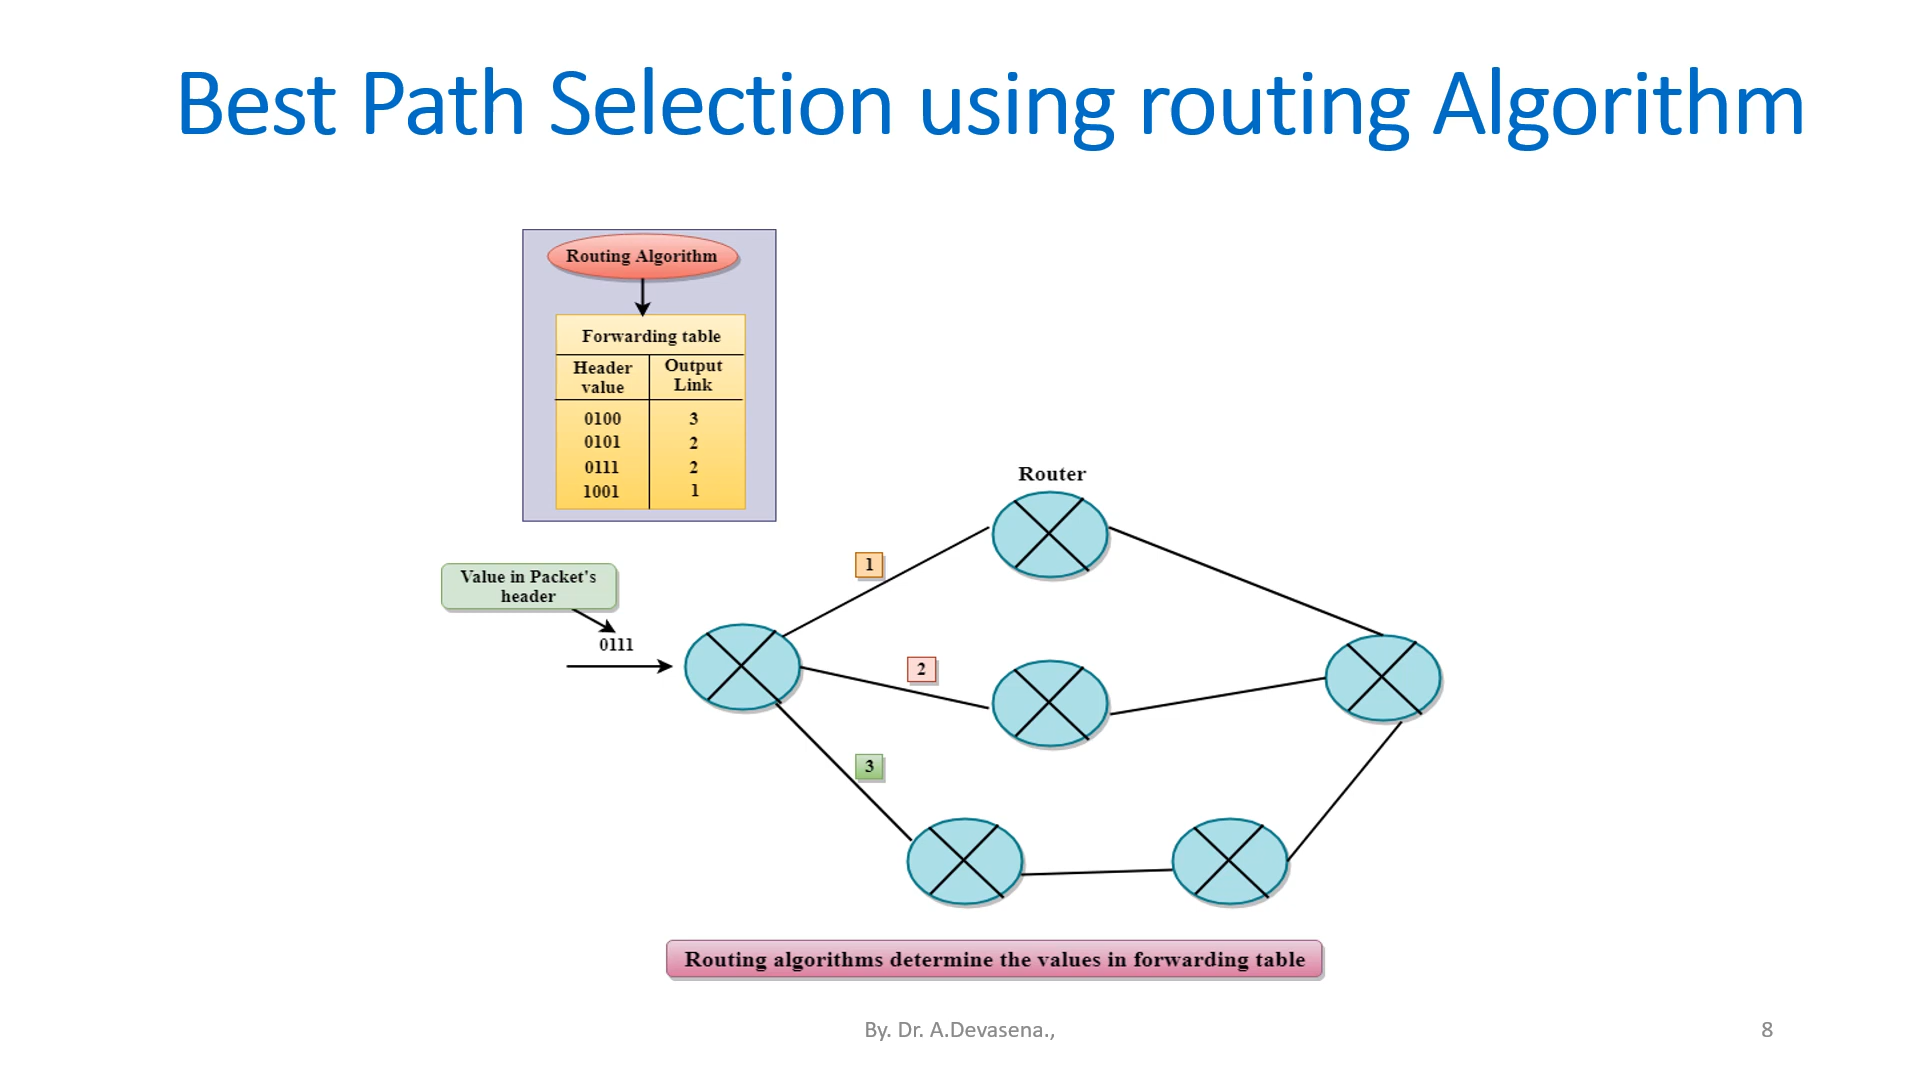 Best Path Selection using routing Algorithm
Routing Algorithm
Forwarding table
Header value
Output Link
0100 3
0101 2
0111 2
1001 1
Router
Value in Packet's
header
0111
1
2
3
Routing algorithms determine the values in forwarding table
By. Dr. A.Devasena.,
8